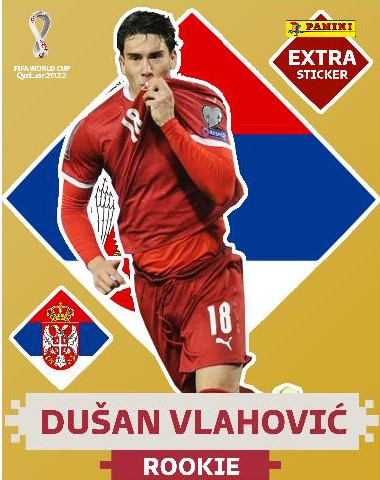 PANINI
EXTRA
STICKER
FIFA WORLD CUP
Qatar2022
18
18
DUŠAN VLAHOVIĆ
ROOKIE